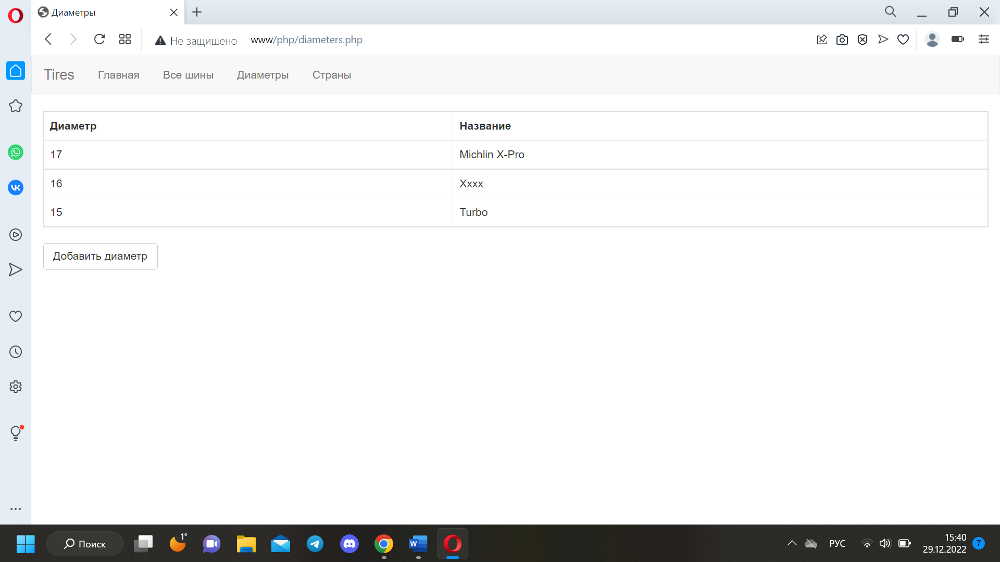 Диаметры
Не защищено www/php/diameters.php
Tires Главная Все шины Диаметры Страны
Диаметр Название
17 Michlin X-Pro
16 Xxxx
15 Turbo
Добавить диаметр
Поиск 1° W РУС 15:40
29.12.2022 7